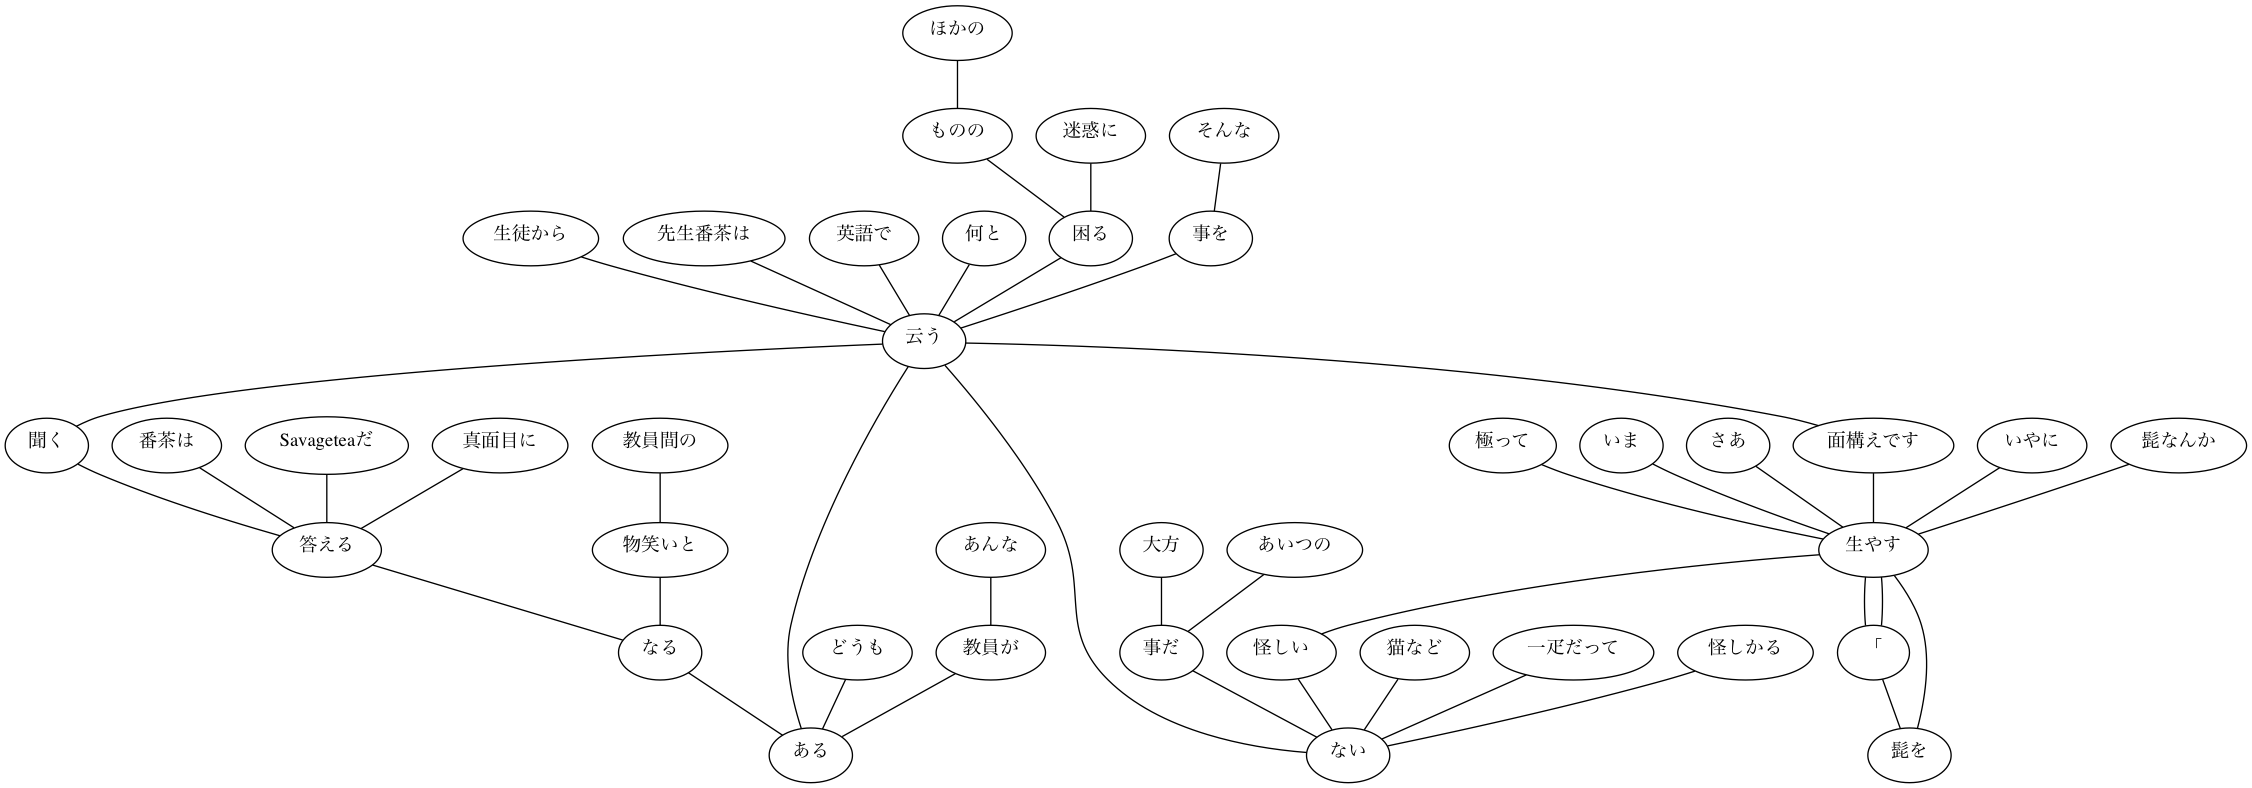 ほかの
ものの
迷惑に
そんな
生徒から
先生番茶は
英語で
何と
困る
事を
云う
聞く
番茶は
Savageteaだ
真面目に
教員間の
極って
いま
さあ
面構えです
いやに
髭なんか
答える
物笑いと
あんな
大方
あいつの
生やす
なる
どうも
教員が
事だ
怪しい
猫など
一疋だって
怪しかる
「
ある
ない
髭を